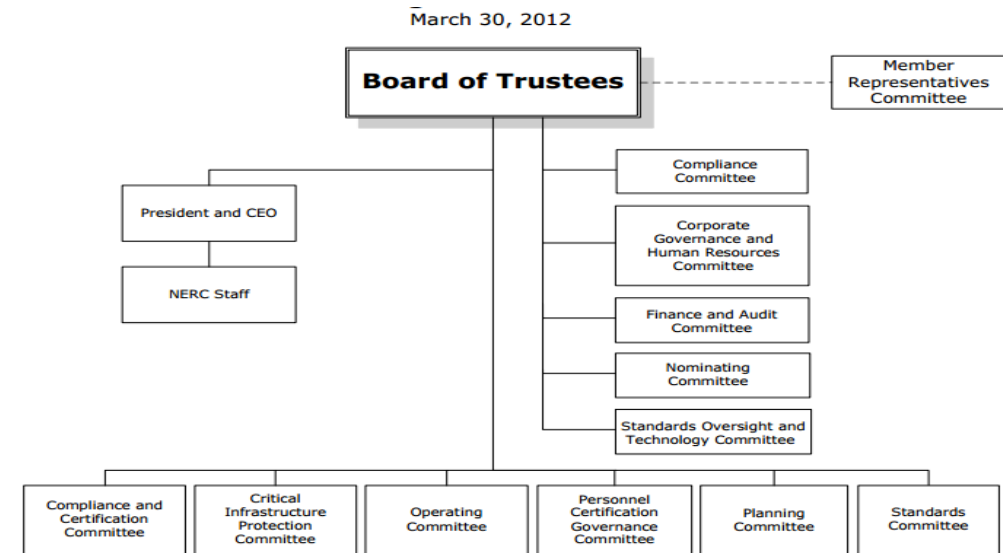 March 30, 2012
Board of Trustees
Member
Representatives
Committee
Compliance
Committee
President and CEO
Corporate
Governance and
Human Resources
Committee
NERC Staff
Finance and Audit
Committee
Nominating
Committee
Standards Oversight and
Technology Committee
Compliance and
Certification
Committee
Critical
Infrastructure
Protection
Committee
Operating
Committee
Personnel
Certification
Governance
Committee
Planning
Committee
Standards
Committee